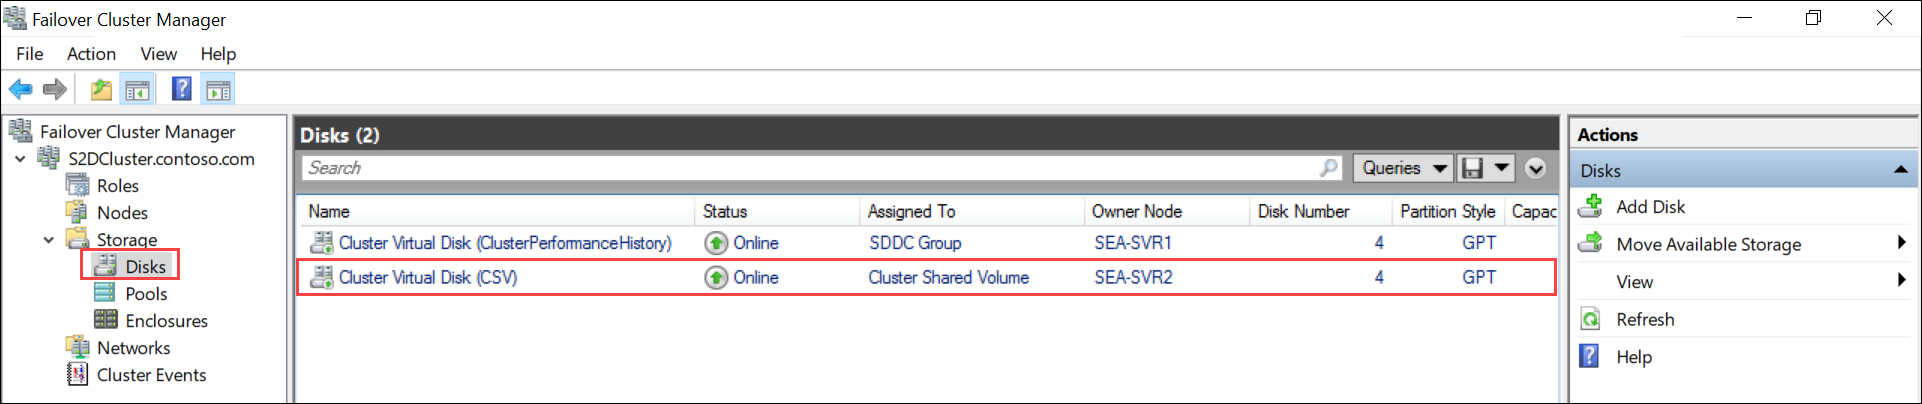 Failover Cluster Manager
File Action View Help
Failover Cluster Manager
S2DCluster.contoso.com
Roles
Nodes
Storage
Disks
Pools
Enclosures
Networks
Cluster Events
Disks (2)
Search
Queries
Name Status Assigned To Owner Node Disk Number Partition Style Capac
Cluster Virtual Disk (ClusterPerformanceHistory) Online SDDC Group SEA-SVR1 4 GPT
Cluster Virtual Disk (CSV) Online Cluster Shared Volume SEA-SVR2 4 GPT
Actions
Disks
Add Disk
Move Available Storage
View
Refresh
Help